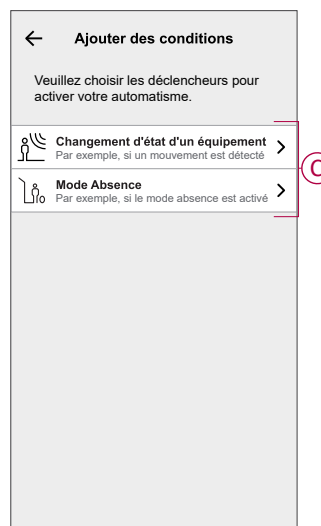 Ajouter des conditions
Veuillez choisir les déclencheurs pour
activer votre automatisme.
Changement d'état d'un équipement
Par exemple, si un mouvement est détecté
Mode Absence
Par exemple, si le mode absence est activé
C